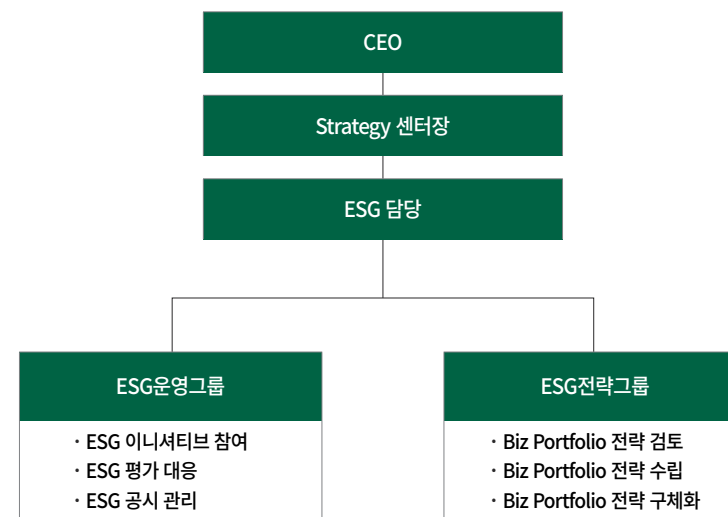 CEO
Strategy 센터장
ESG 담당
ESG운영그룹
· ESG 이니셔티브 참여
· ESG 평가 대응
· ESG 공시 관리
ESG전략그룹
· Biz Portfolio 전략 검토
· Biz Portfolio 전략 수립
· Biz Portfolio 전략 구체화